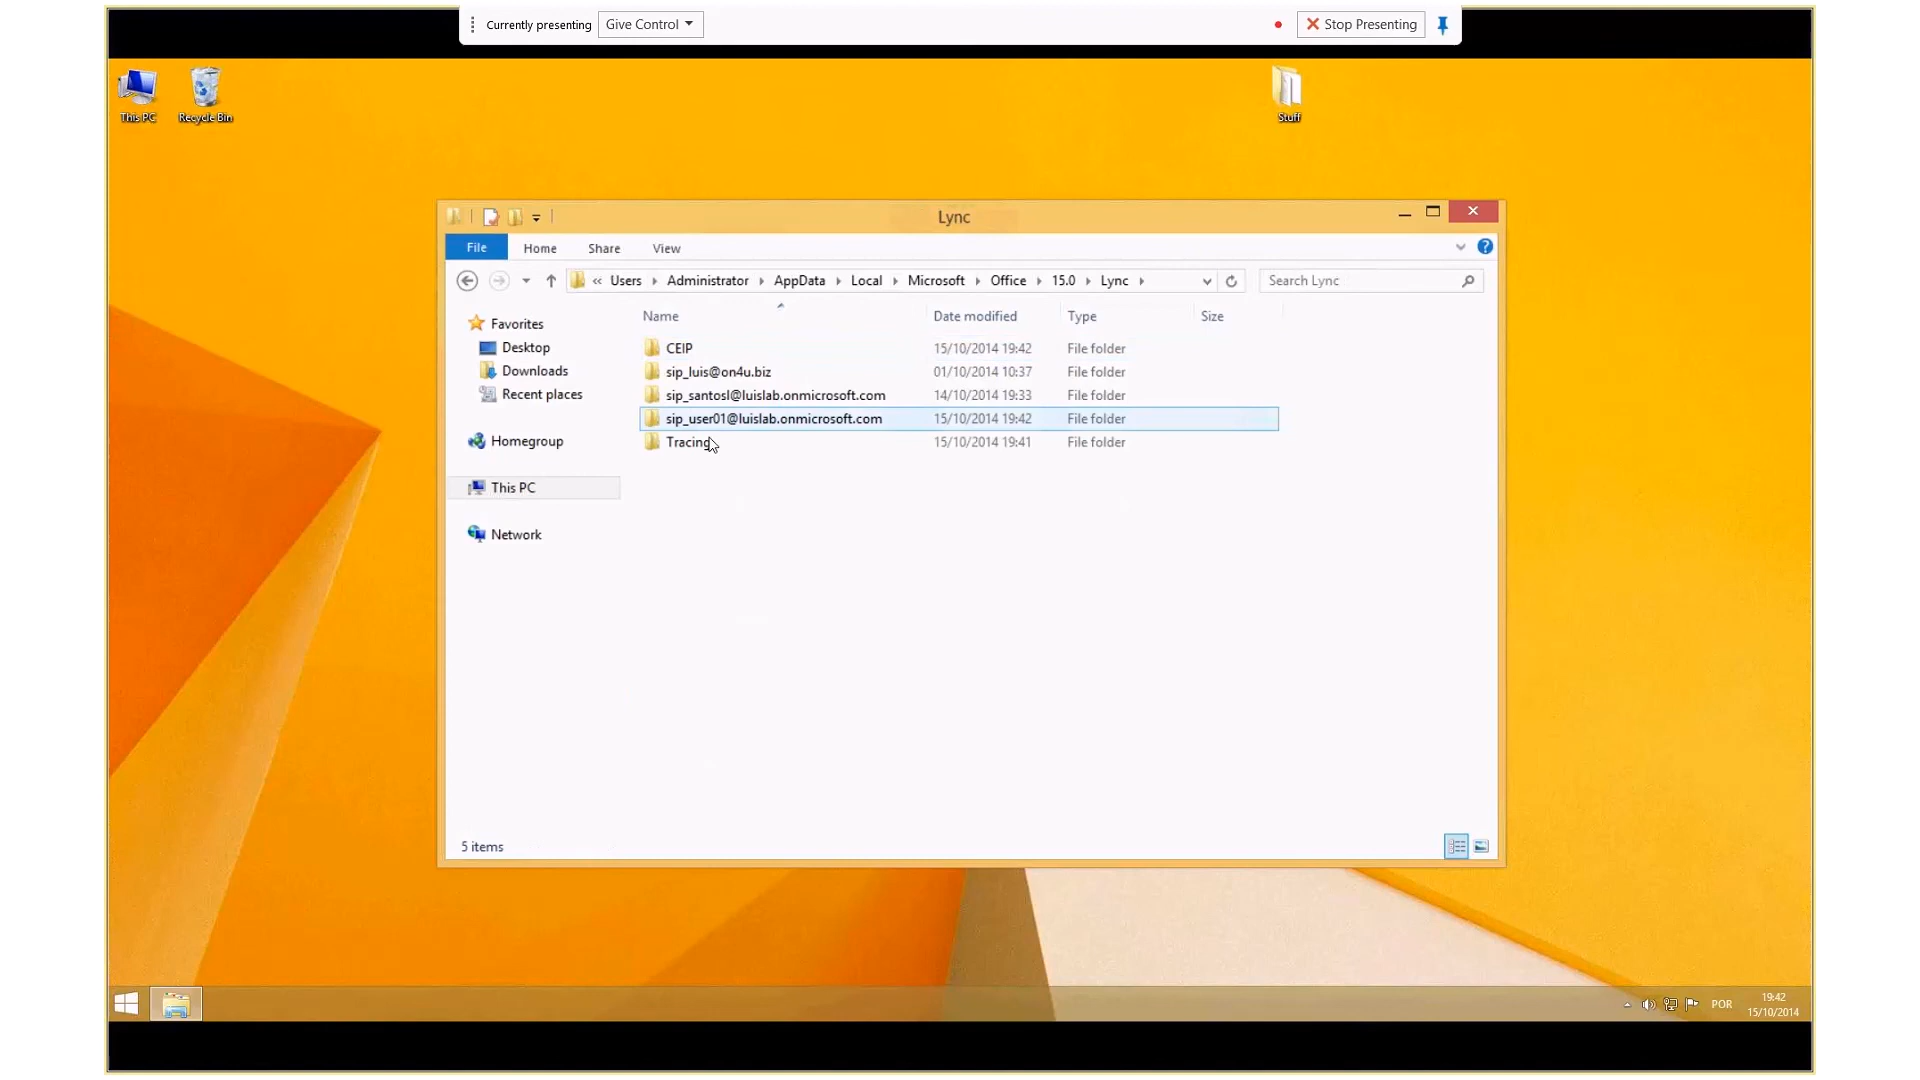 Currently presenting Give Control Stop Presenting
This PC Recycle Bin Stuff
Lync
File Home Share View
« Users Administrator AppData Local Microsoft Office 15.0 Lync Search Lync
Name Date modified Type Size
Favorites
Desktop
Downloads
Recent places
Homegroup
This PC
Network
CEIP 15/10/2014 19:42 File folder
sip_luis@on4u.biz 01/10/2014 10:37 File folder
sip_santosl@luislab.onmicrosoft.com 14/10/2014 19:33 File folder
sip_user01@luislab.onmicrosoft.com 15/10/2014 19:42 File folder
Tracing 15/10/2014 19:41 File folder
5 items
POR 19:42
15/10/2014